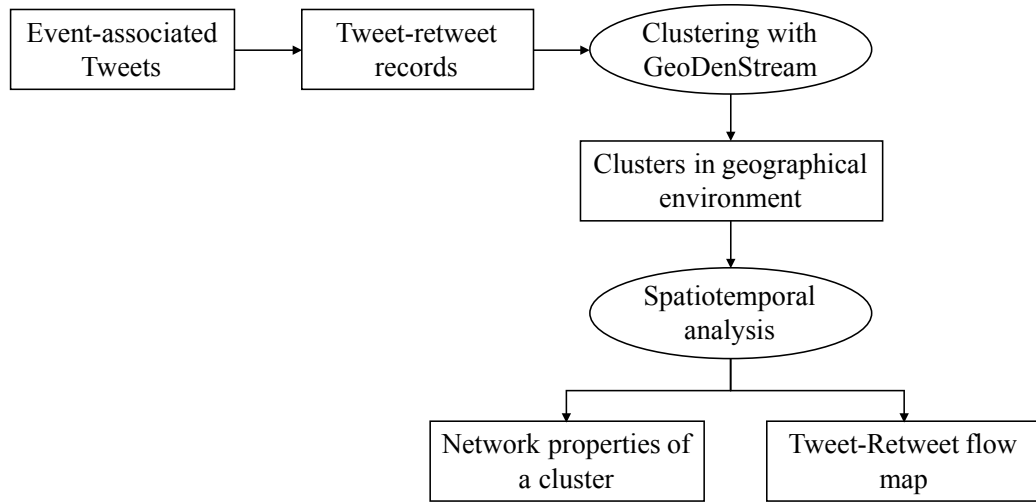 Event-associated
Tweets
Tweet-retweet
records
Clustering with
GeoDenStream
Clusters in geographical
environment
Spatiotemporal
analysis
Network properties of
a cluster
Tweet-Retweet flow
map